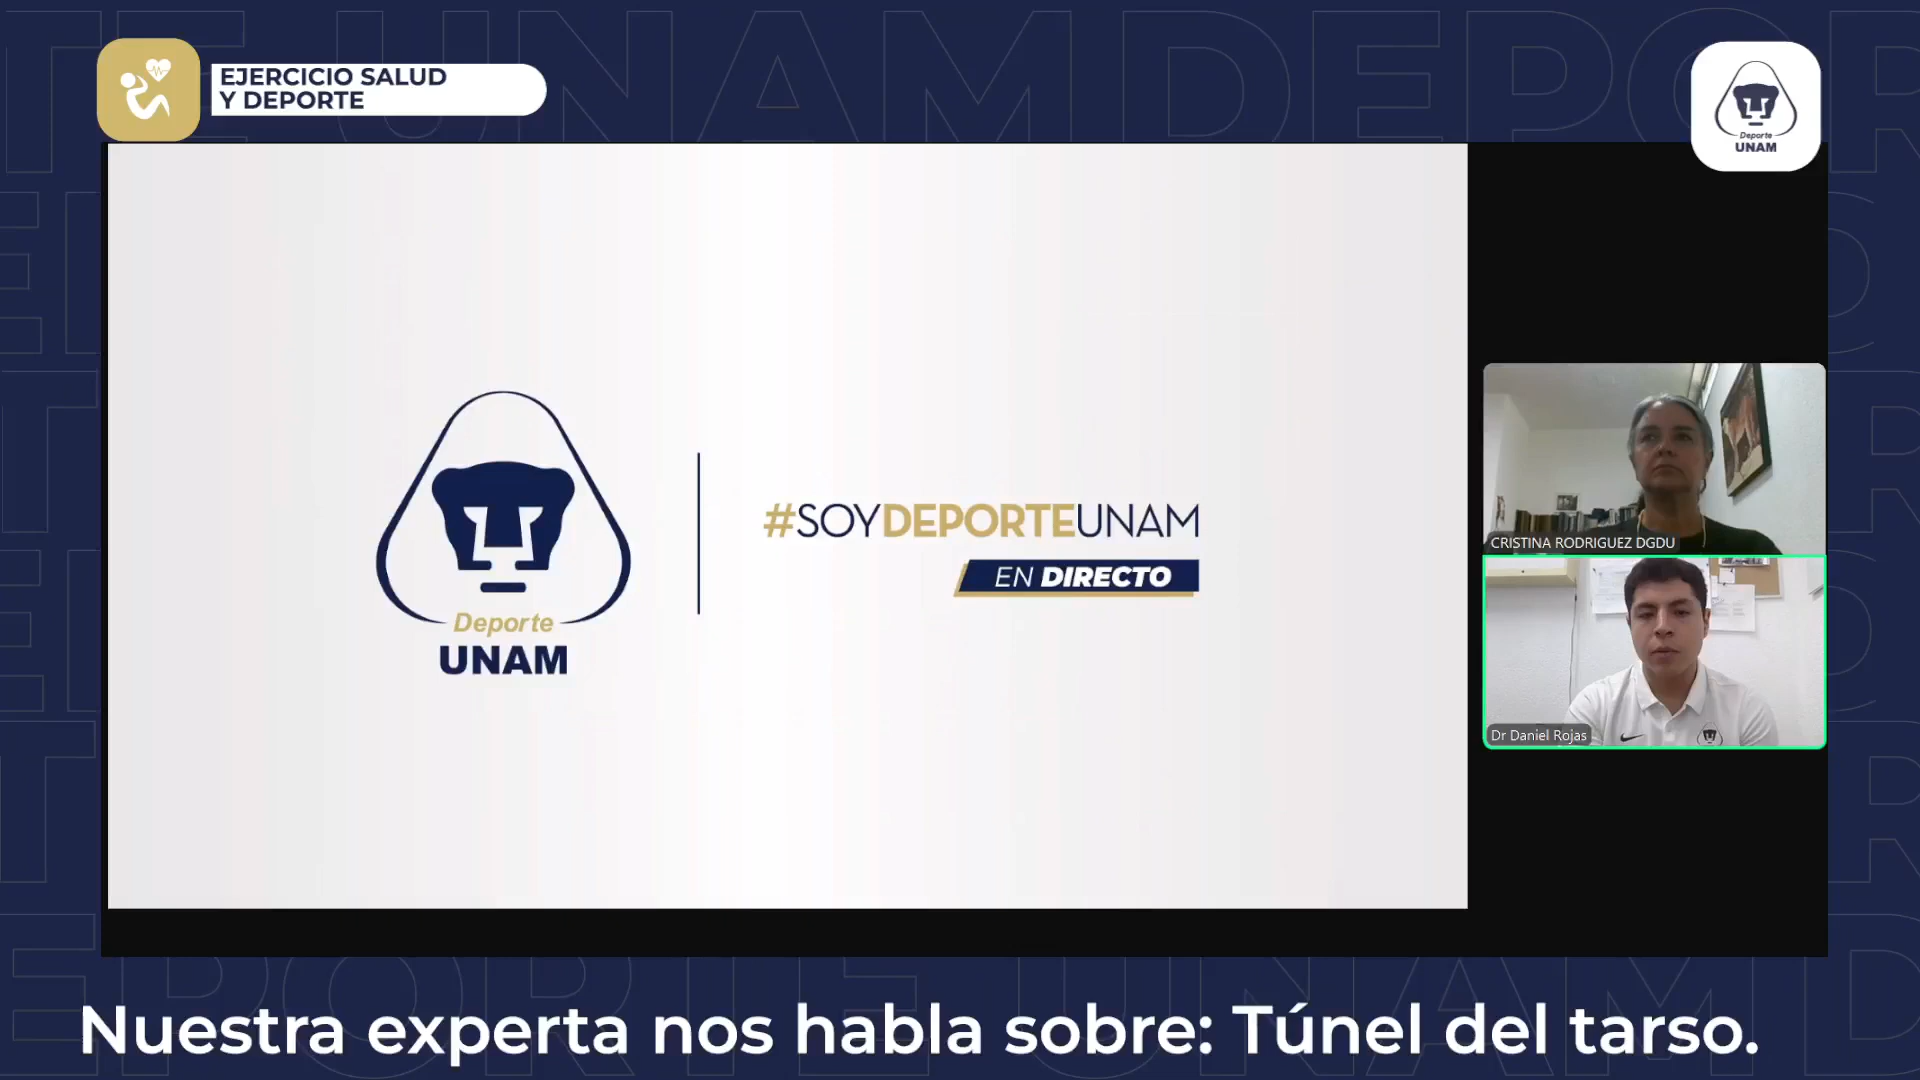 EJERCICIO SALUD
Y DEPORTE
Deporte
UNAM
#SOYDEPORTEUNAM
EN DIRECTO
Deporte
UNAM
CRISTINA RODRIGUEZ DGDU
Dr Daniel Rojas
Nuestra experta nos habla sobre: Túnel del tarso.